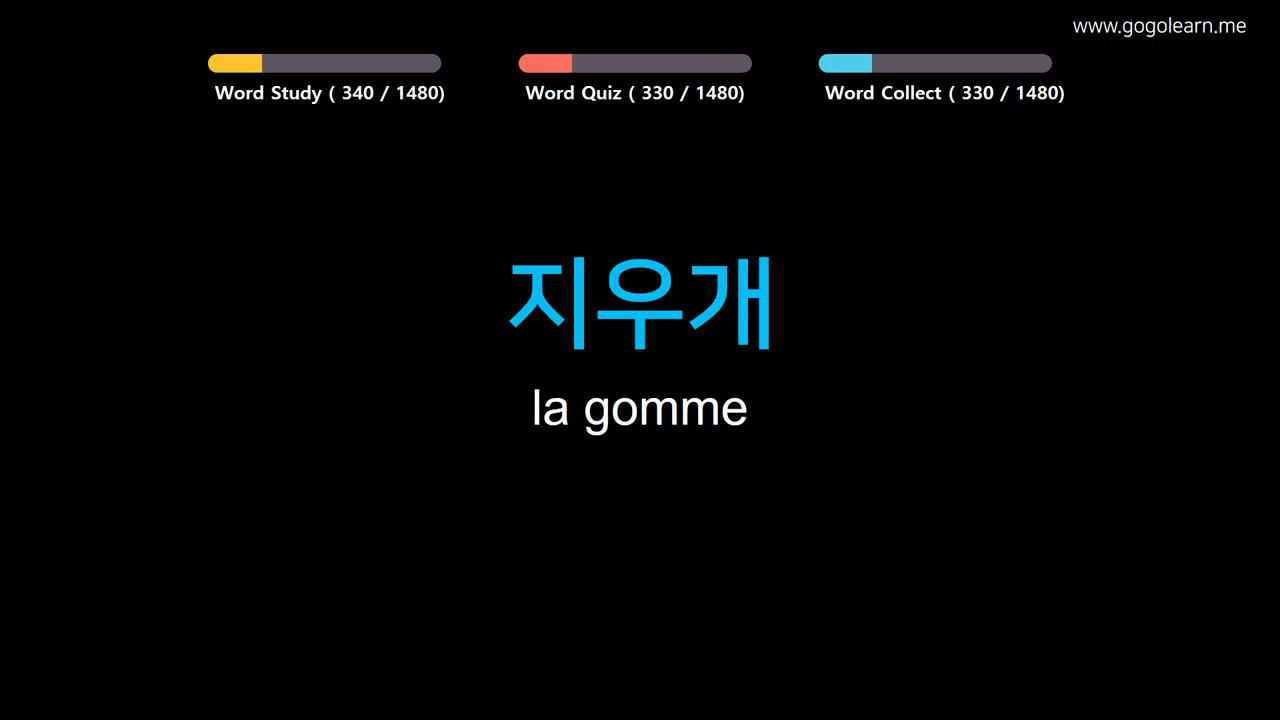 www.gogolearn.me
Word Study ( 340 / 1480)
Word Quiz ( 330 / 1480)
Word Collect ( 330 / 1480)
지우개
la gomme